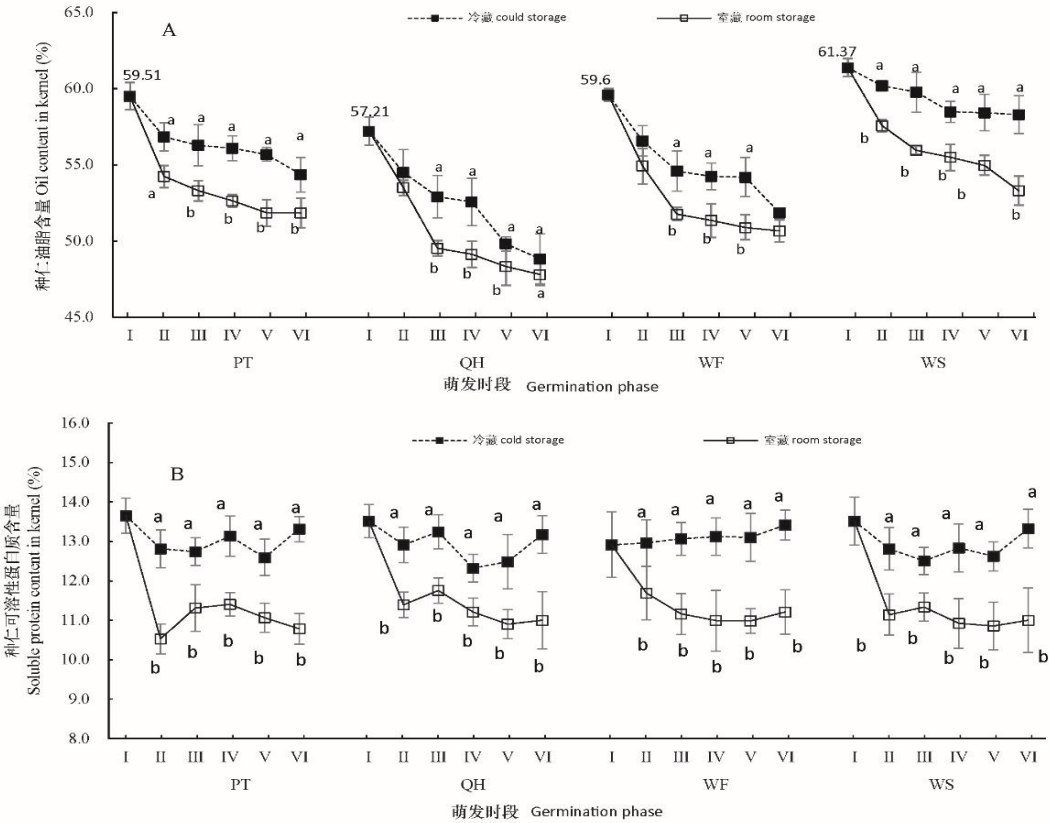 65.0
A
冷藏 could storage
室藏 room storage
61.37
59.51
59.6
60.0
57.21
55.0
50.0
45.0
a a a a a
a b b b b
a a a a
b b b a
a a a
b b b
a a a a a
b b b b b
种仁油脂含量 Oil content in kernel (%)
I II III IV V VI I II III IV V VI I II III IV V VI I II III IV V VI
PT QH WF WS
萌发时段 Germination phase
16.0
冷藏 cold storage
室藏 room storage
15.0
B
14.0
13.0
12.0
11.0
10.0
9.0
8.0
a a a a a
b b b b b
a a a a a
b b b b b
a a a a a
b b b b b
a a a a a
b b b b b
种仁可溶性蛋白质含量
Soluble protein content in kernel (%)
I II III IV V VI I II III IV V VI I II III IV V VI I II III IV V VI
PT QH WF WS
萌发时段 Germination phase